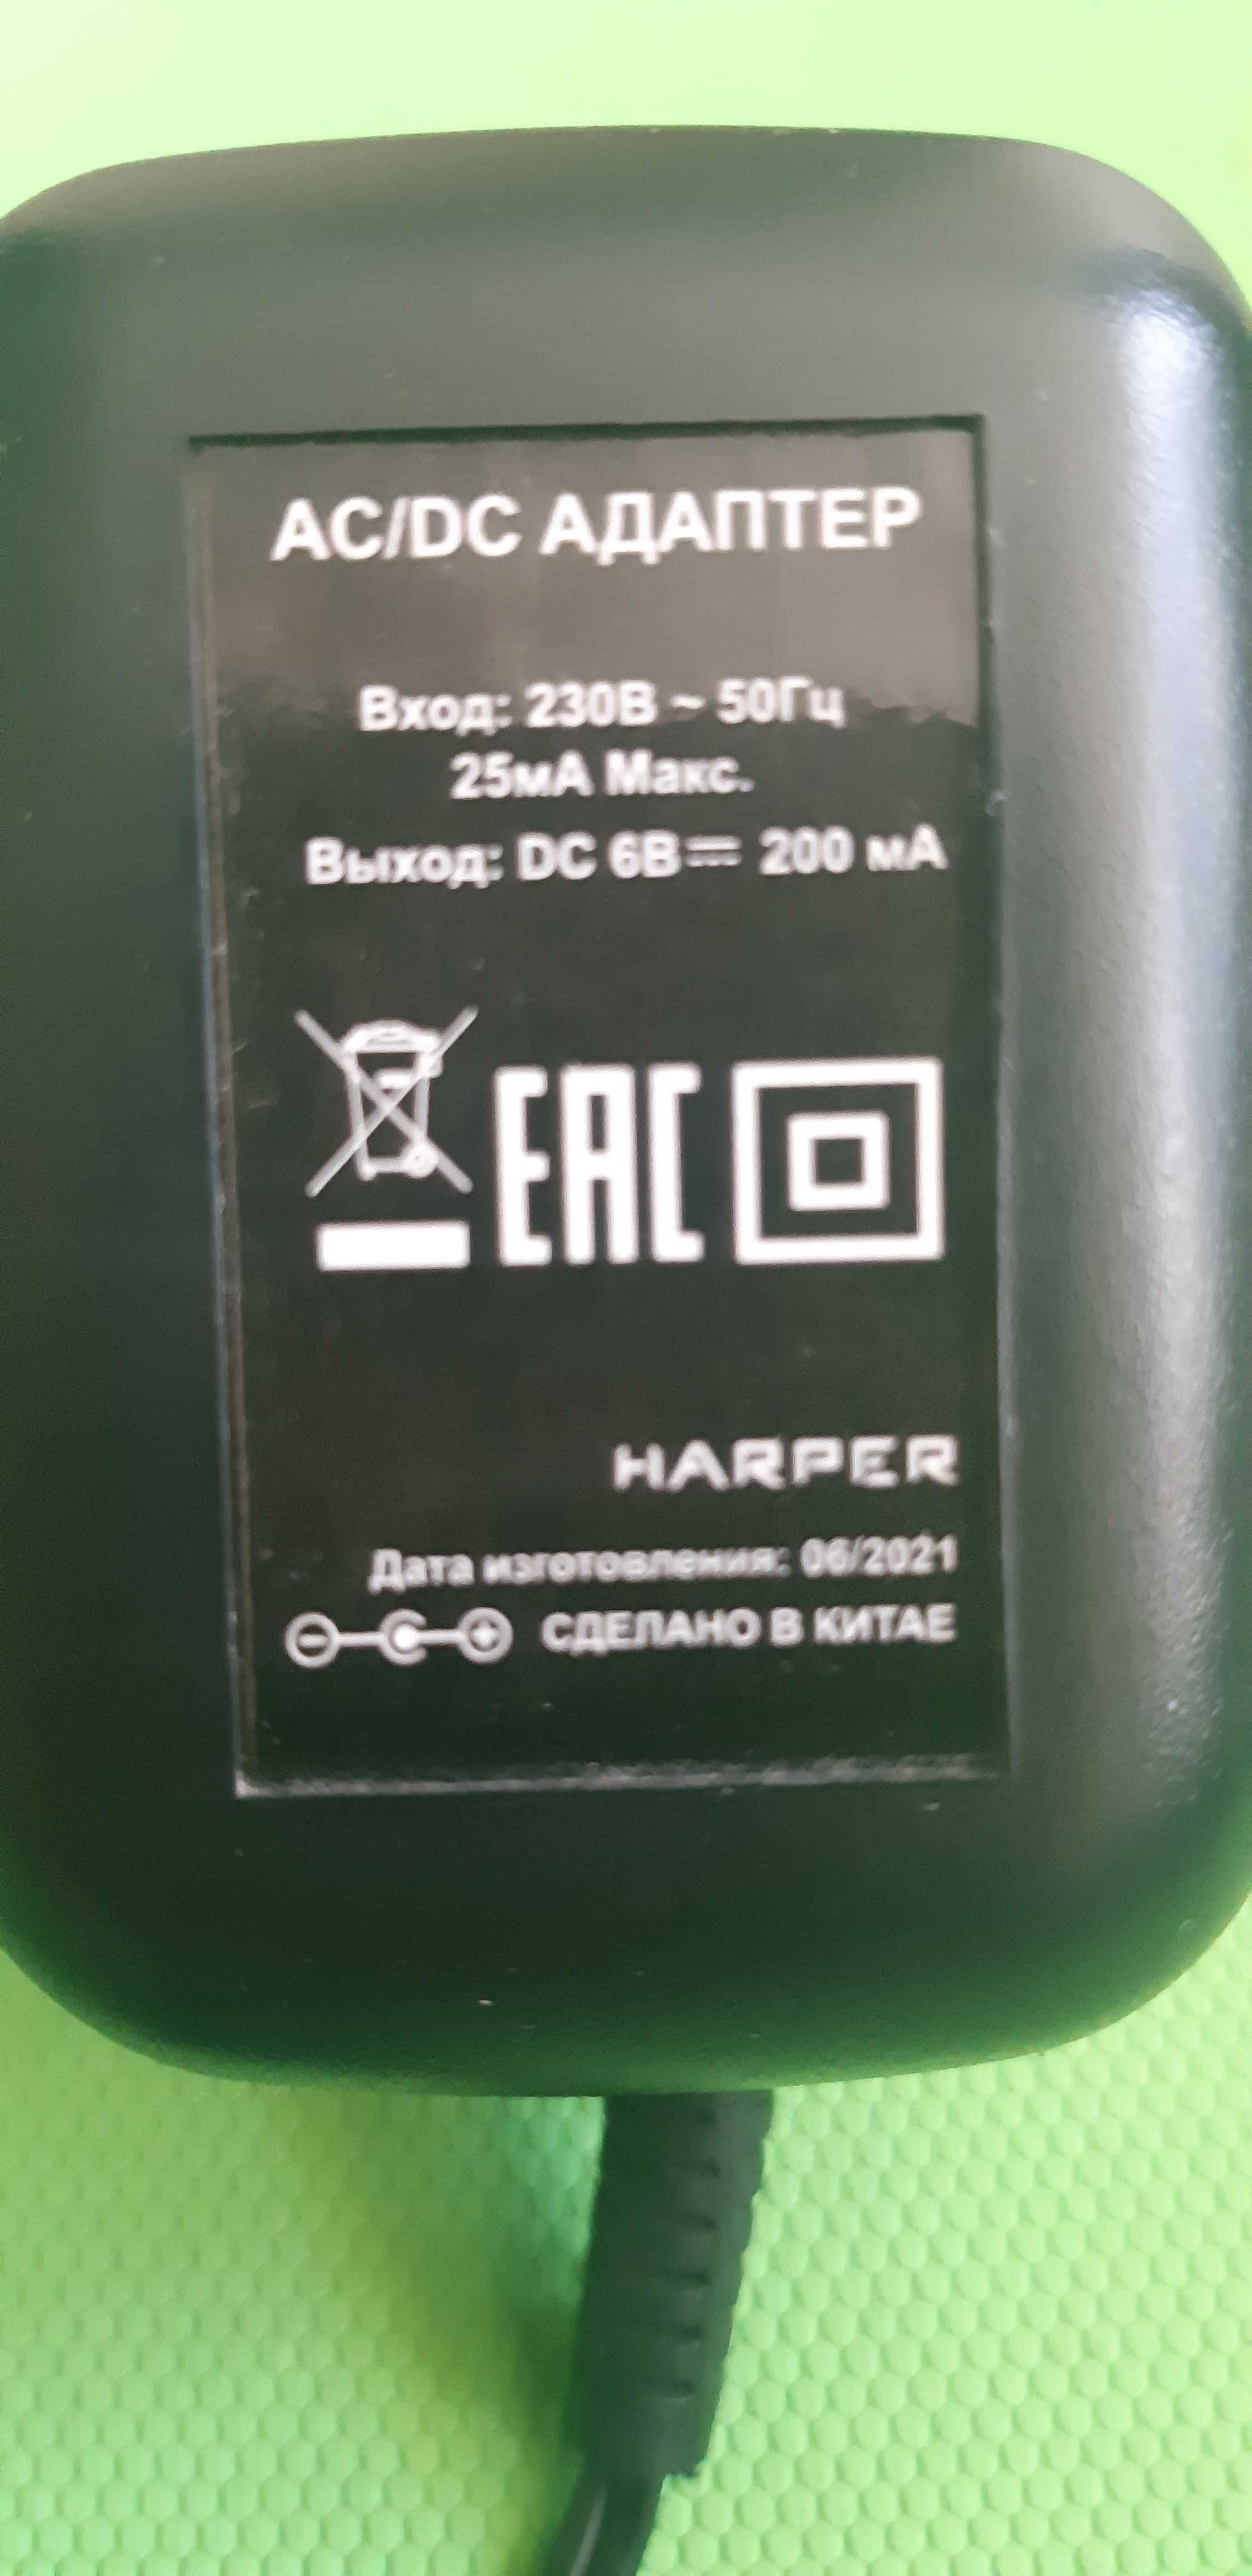 AC/DC АДАПТЕР
Вход: 230В ~ 50Гц
25мА Макс.
Выход: DC 6В⎓ 200 мА
EAC
HARPER
Дата изготовления: 06/2021
СДЕЛАНО В КИТАЕ